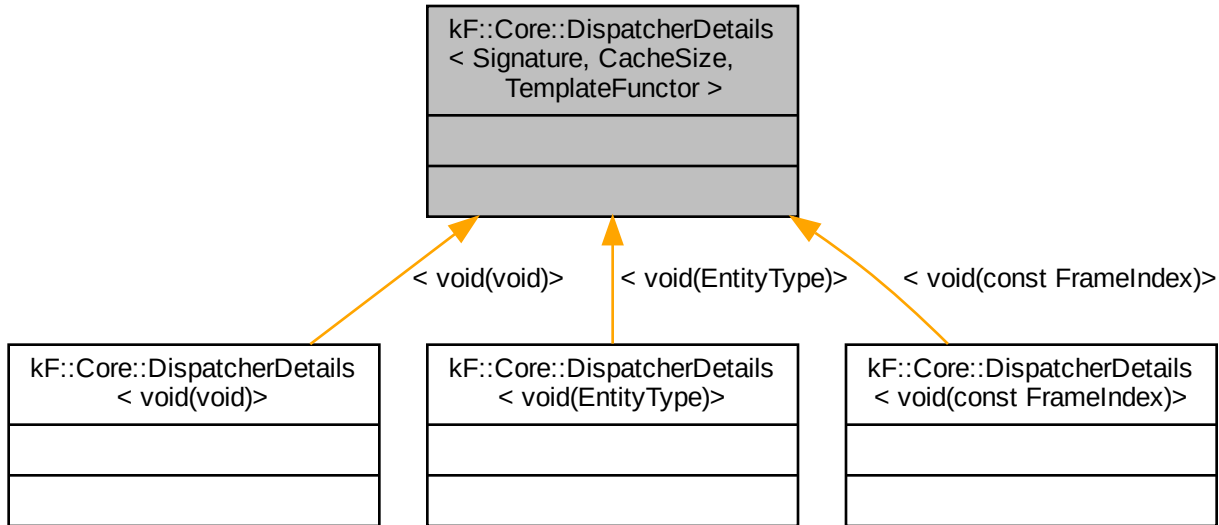 kF::Core::DispatcherDetails
< Signature, CacheSize,
TemplateFunctor >
< void(void)>
< void(EntityType)>
< void(const FrameIndex)>
kF::Core::DispatcherDetails
< void(void)>
kF::Core::DispatcherDetails
< void(EntityType)>
kF::Core::DispatcherDetails
< void(const FrameIndex)>